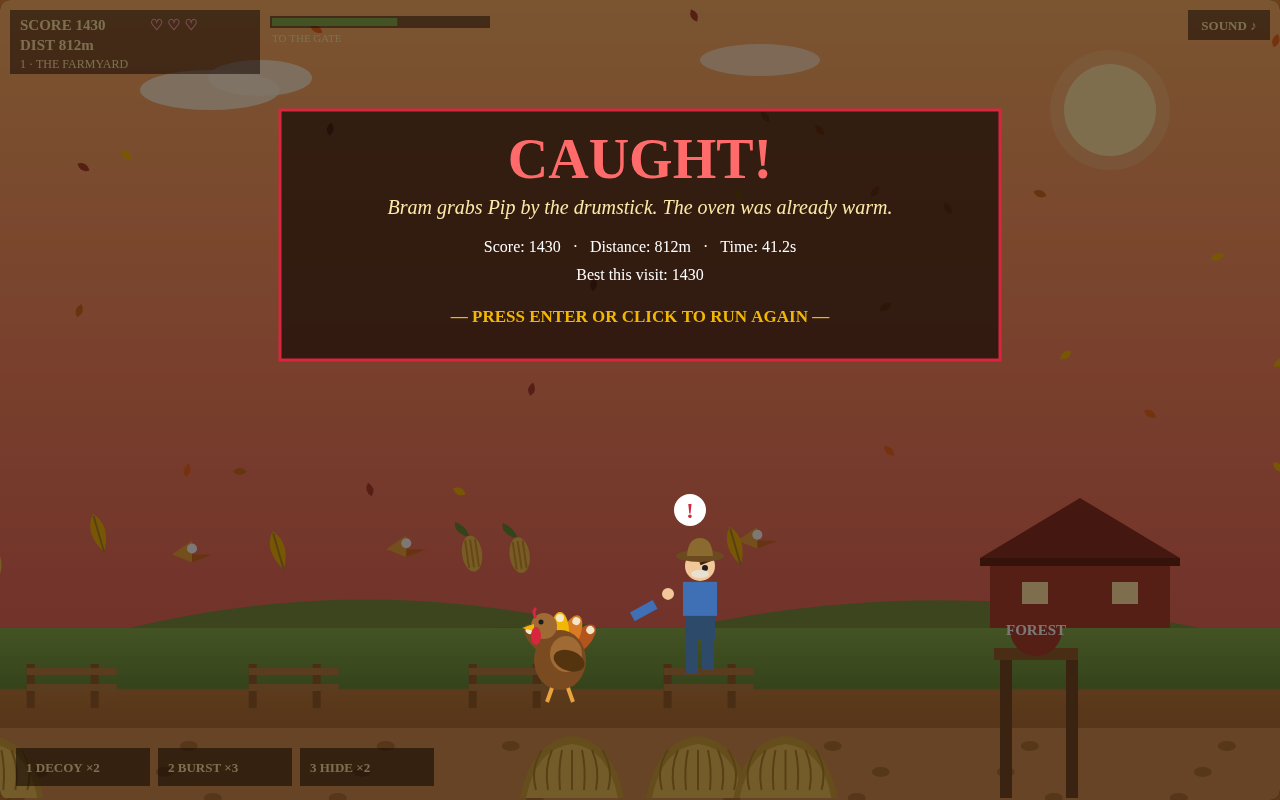 SCORE 1430 ♡ ♡ ♡
DIST 812m
1 · THE FARMYARD
TO THE GATE
SOUND ♪
CAUGHT!
Bram grabs Pip by the drumstick. The oven was already warm.
Score: 1430 · Distance: 812m · Time: 41.2s
Best this visit: 1430
— PRESS ENTER OR CLICK TO RUN AGAIN —
!
FOREST
1 DECOY ×2
2 BURST ×3
3 HIDE ×2